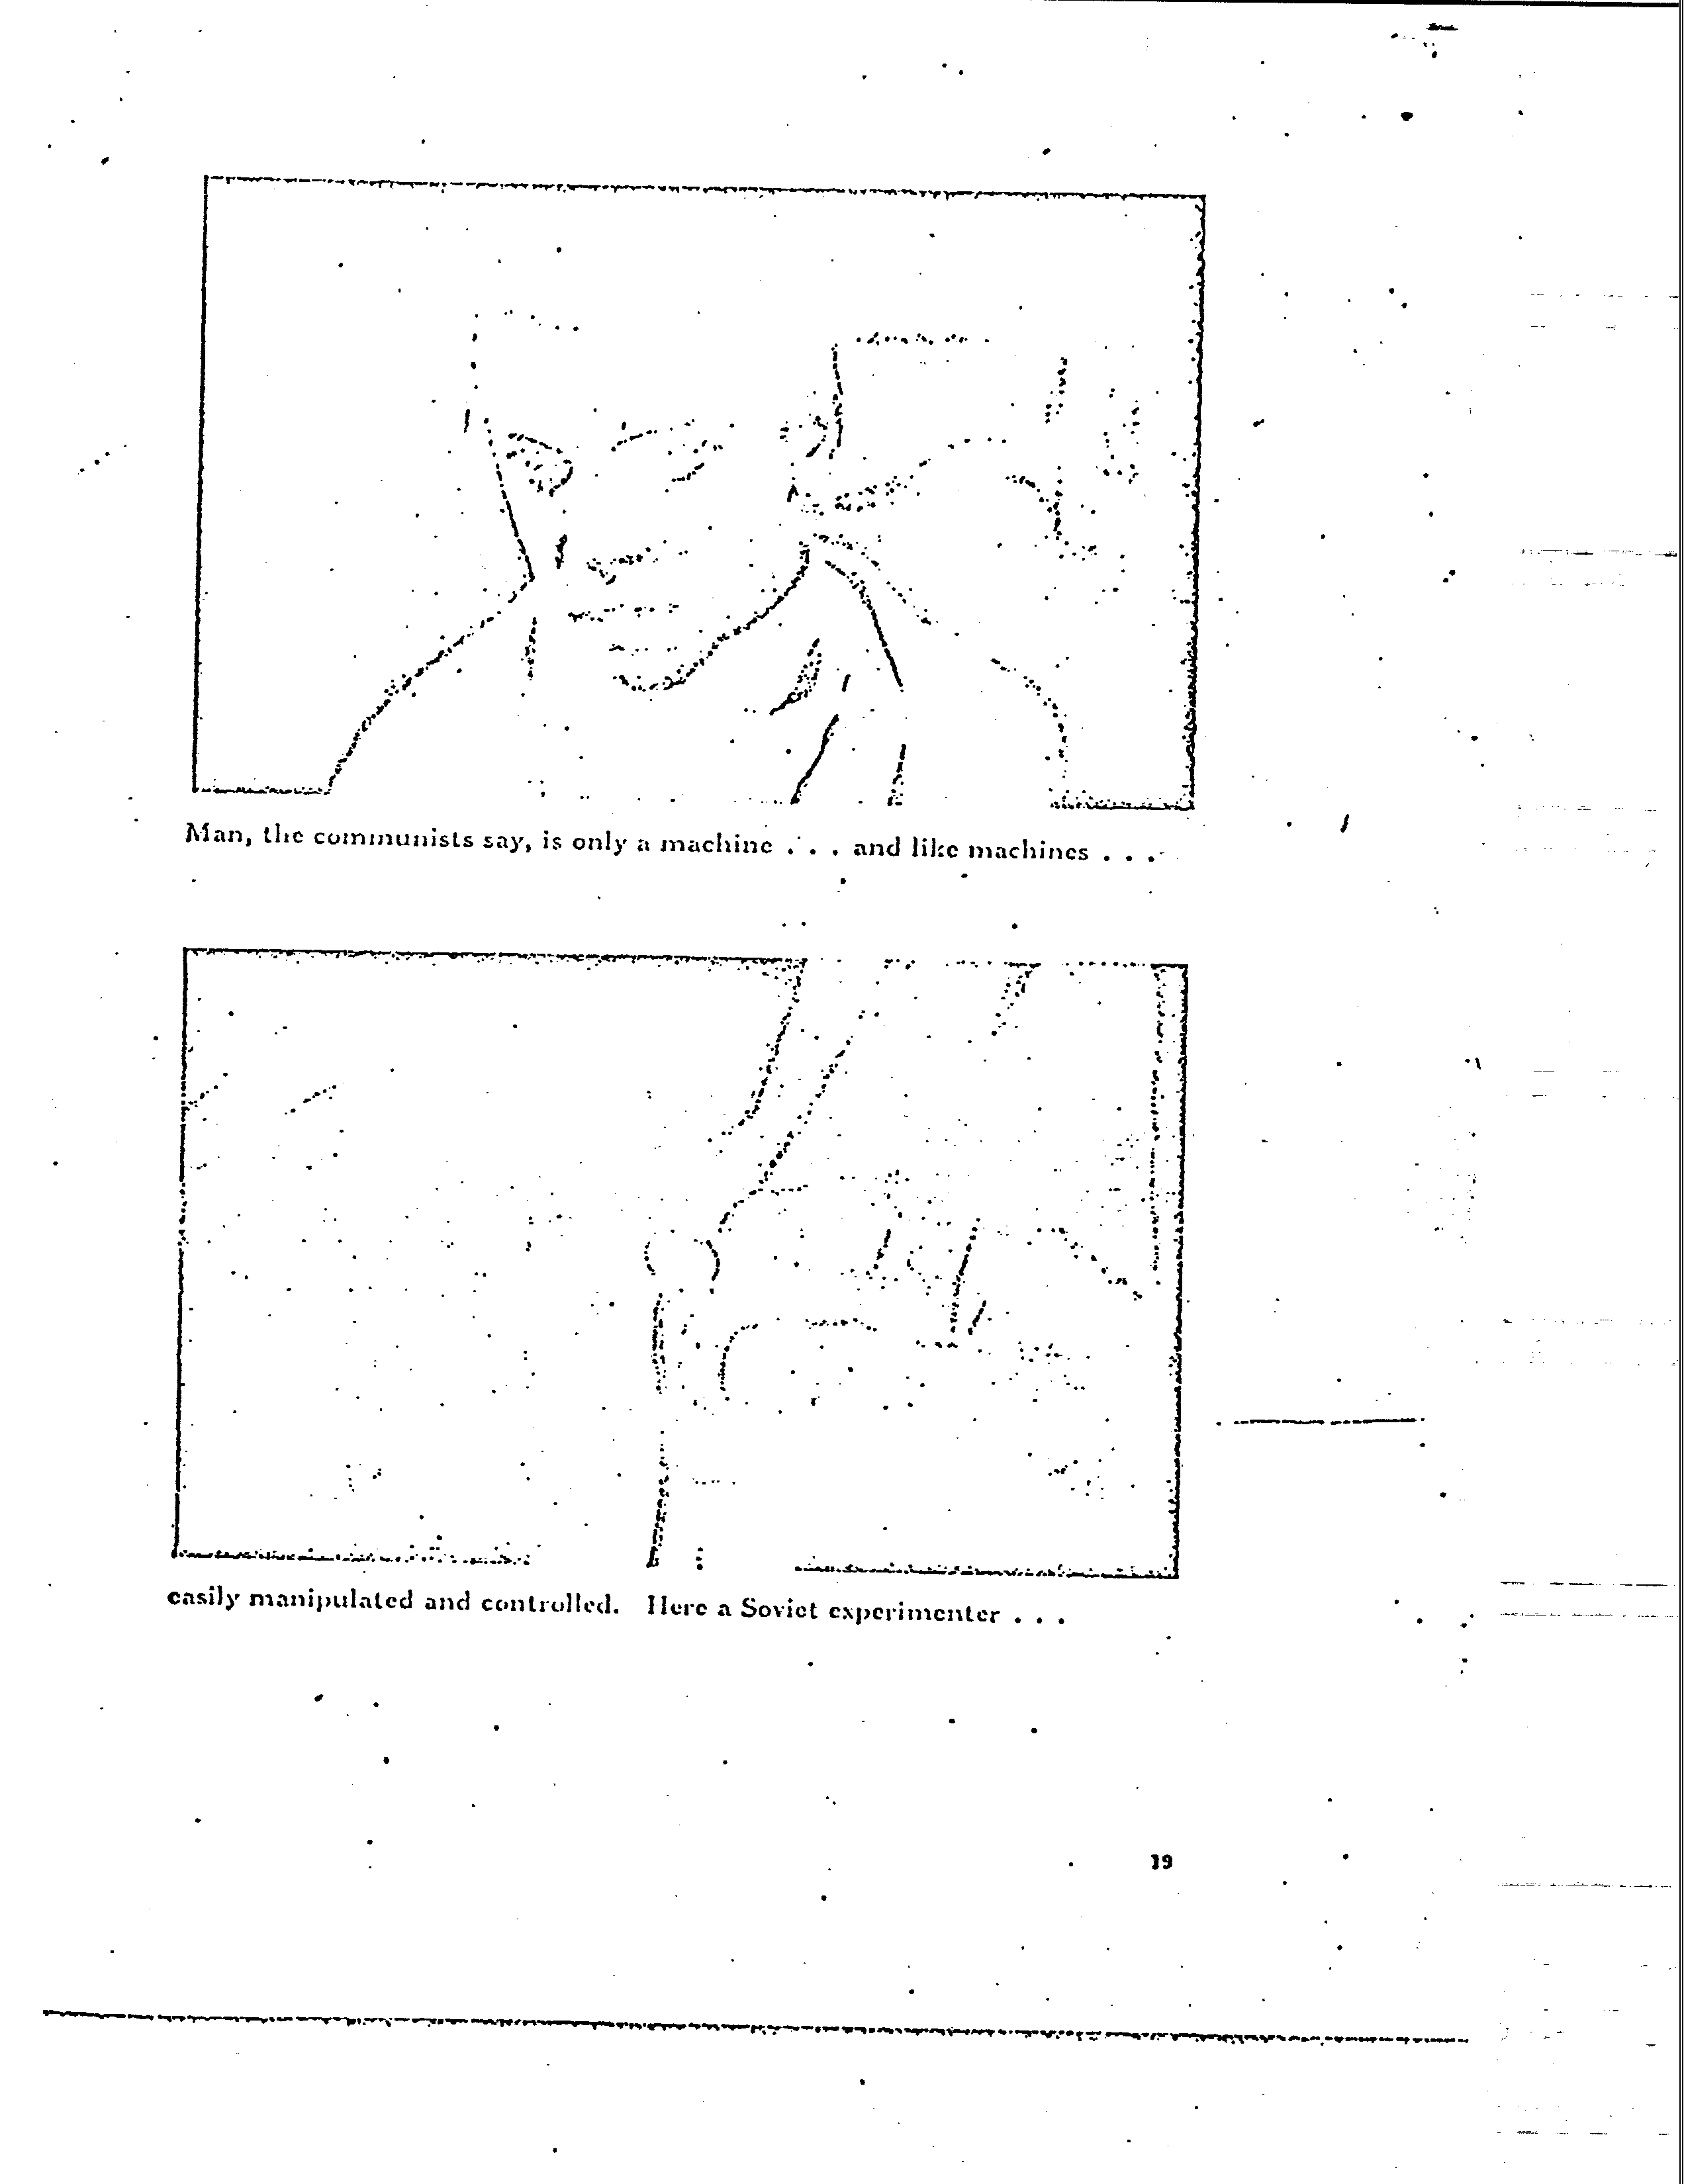 Man, the communists say, is only a machine . . . and like machines . . .
easily manipulated and controlled. Here a Soviet experimenter . . .
19